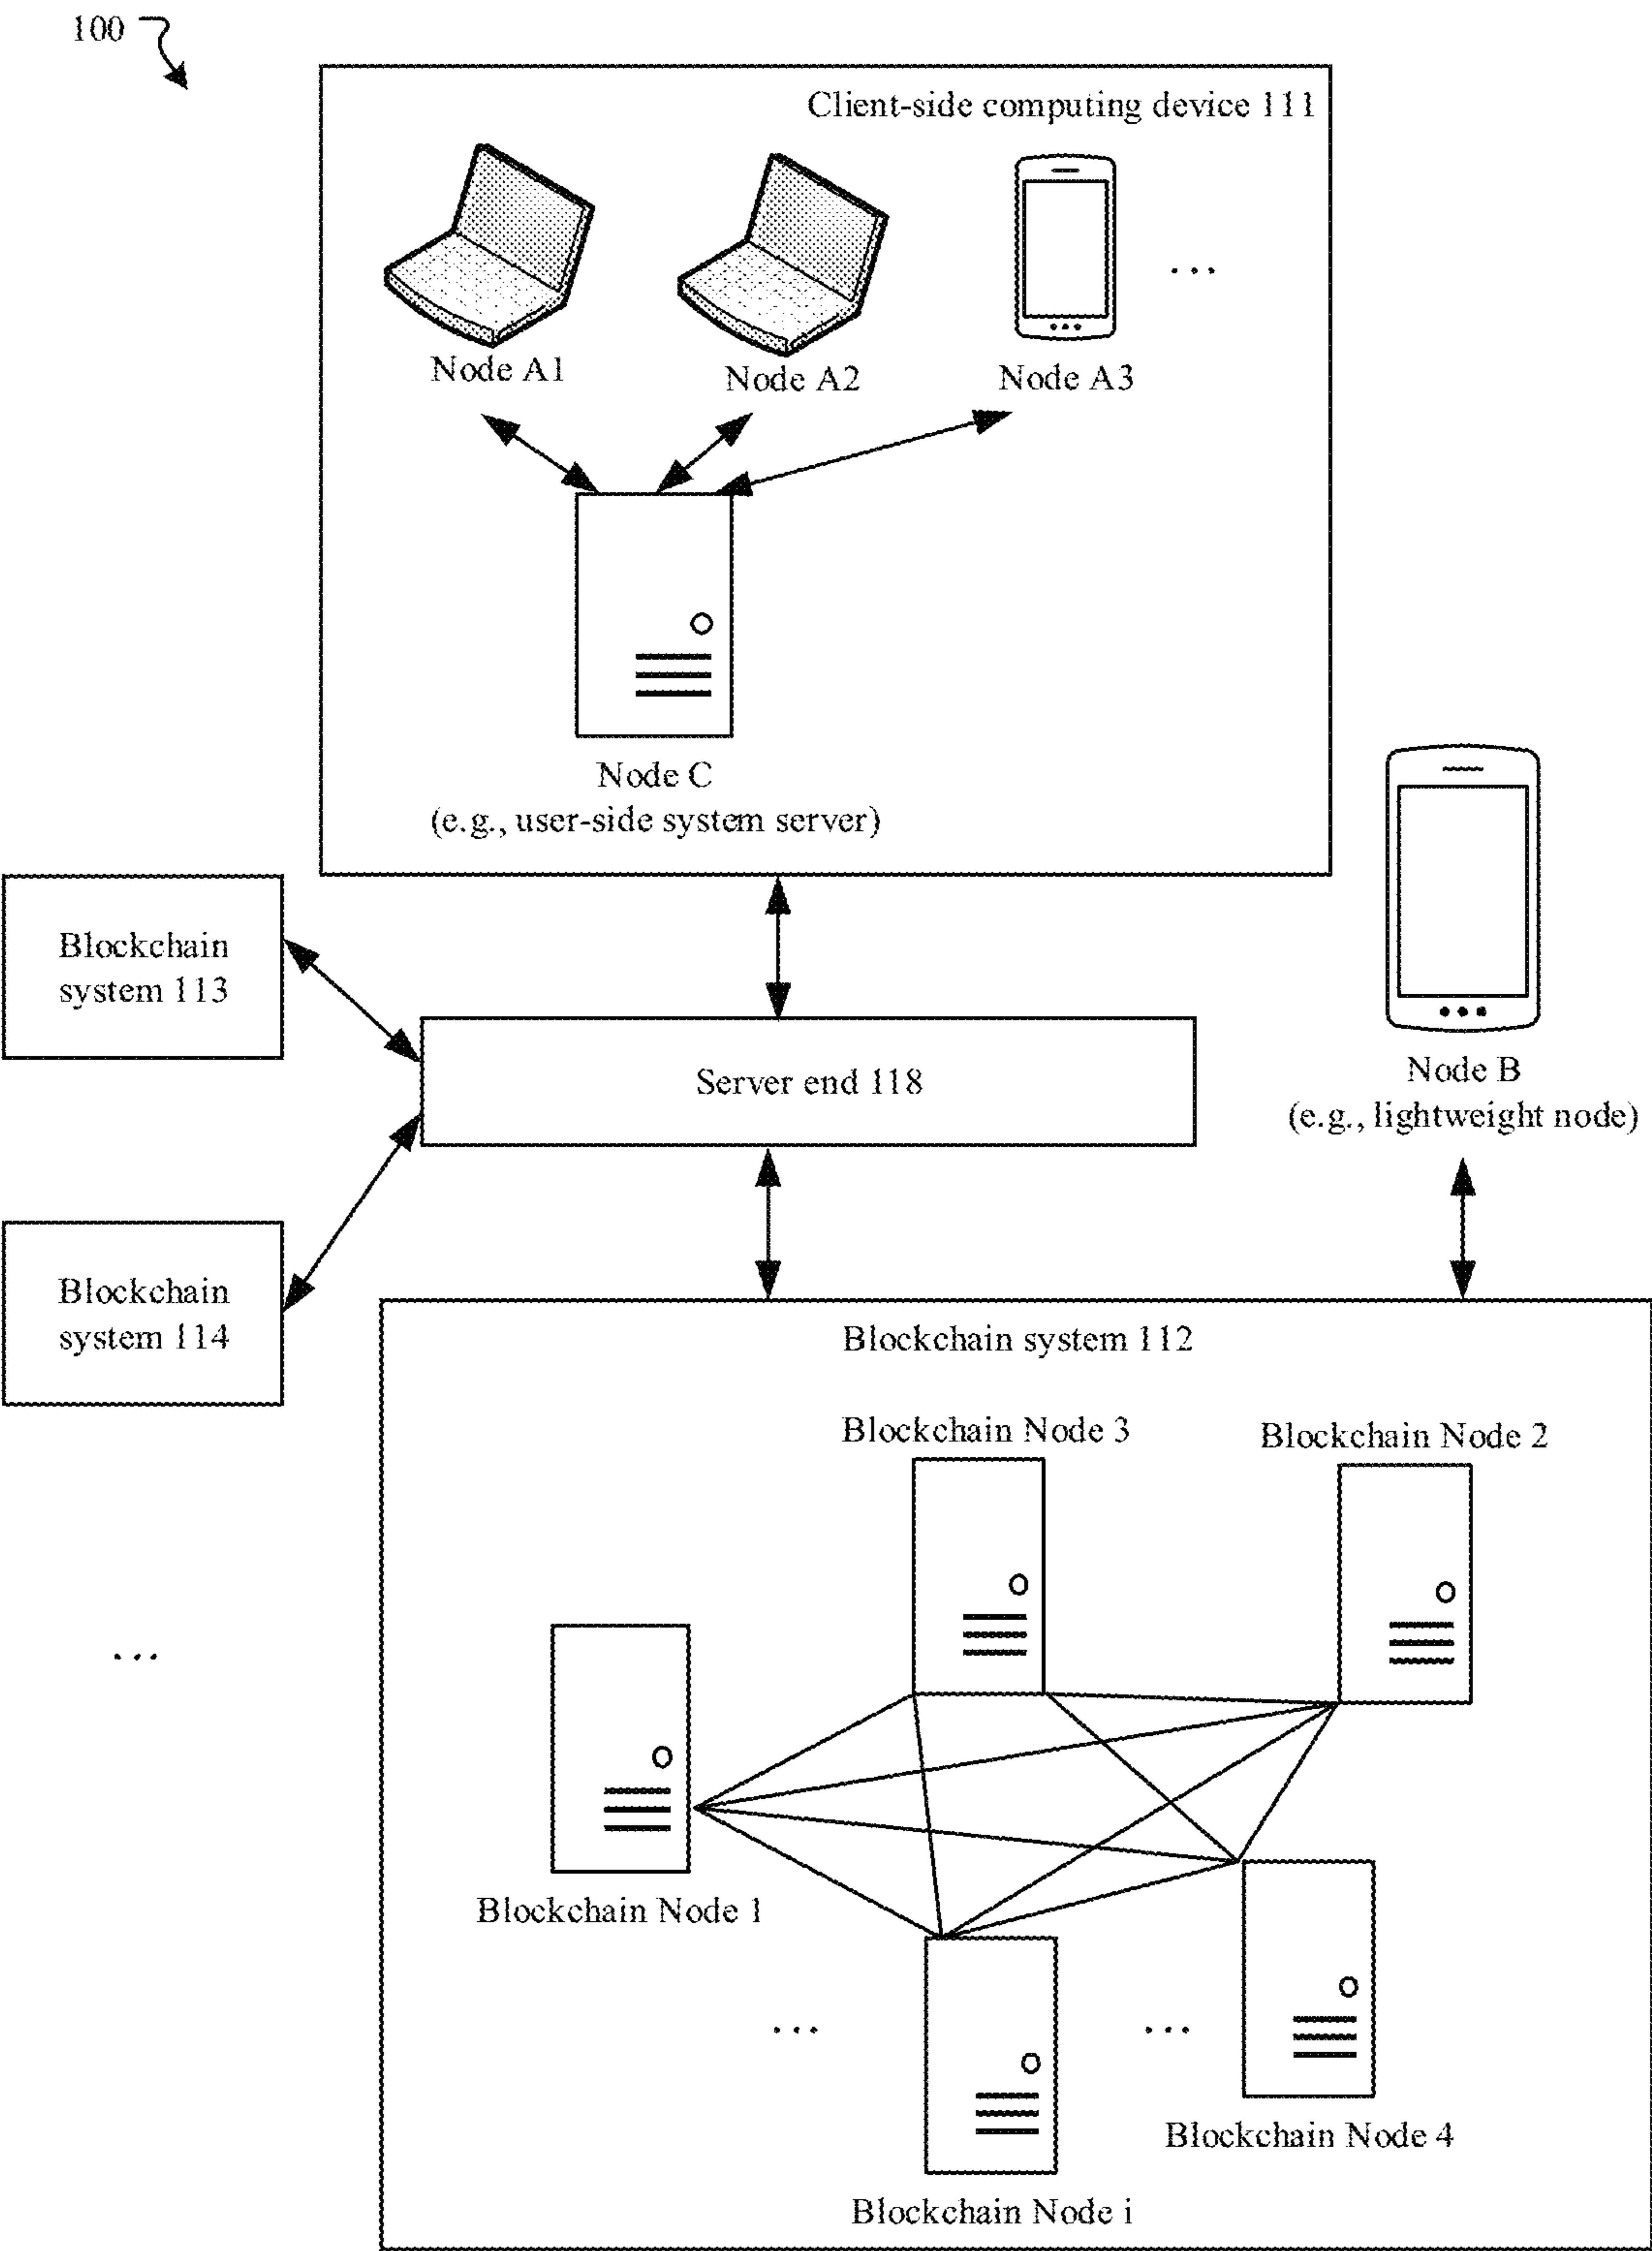 100
Client-side computing device 111
...
Node A1
Node A2
Node A3
Node C
(e.g., user-side system server)
Blockchain
system 113
Server end 118
Node B
(e.g., lightweight node)
Blockchain
system 114
Blockchain system 112
Blockchain Node 3
Blockchain Node 2
...
Blockchain Node 1
...
...
Blockchain Node 4
Blockchain Node i